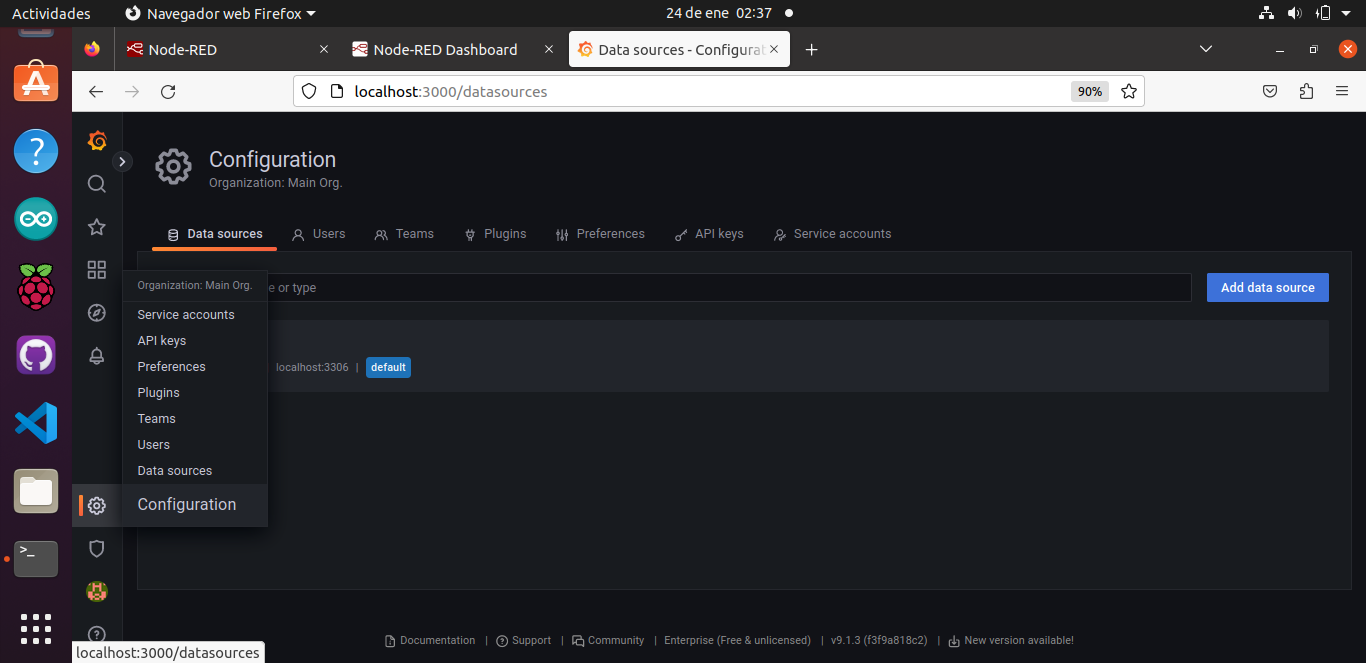 Actividades
Navegador web Firefox
24 de ene 02:37
Node-RED
Node-RED Dashboard
Data sources - Configurat
localhost:3000/datasources
90%
Configuration
Organization: Main Org.
Data sources
Users
Teams
Plugins
Preferences
API keys
Service accounts
e or type
Add data source
Organization: Main Org.
Service accounts
API keys
Preferences
Plugins
Teams
Users
Data sources
Configuration
localhost:3306 | default
Documentation | Support | Community | Enterprise (Free & unlicensed) | v9.1.3 (f3f9a818c2) | New version available!
localhost:3000/datasources